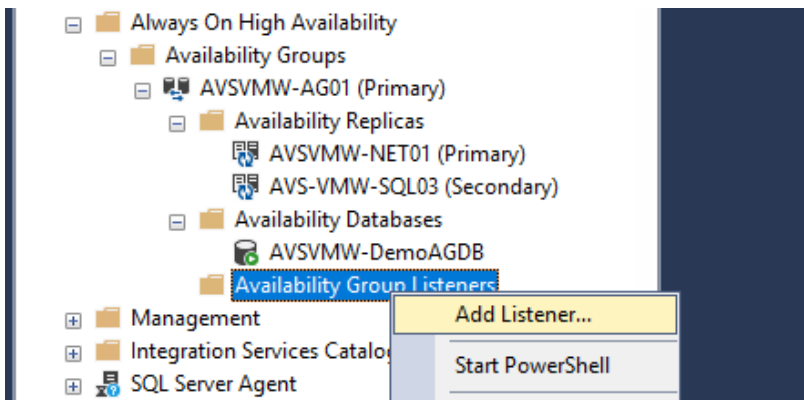 Always On High Availability
Availability Groups
AVSVMW-AG01 (Primary)
Availability Replicas
AVSVMW-NET01 (Primary)
AVS-VMW-SQL03 (Secondary)
Availability Databases
AVSVMW-DemoAGDB
Availability Group Listeners
Add Listener...
Management
Integration Services Catalo
Start PowerShell
SQL Server Agent